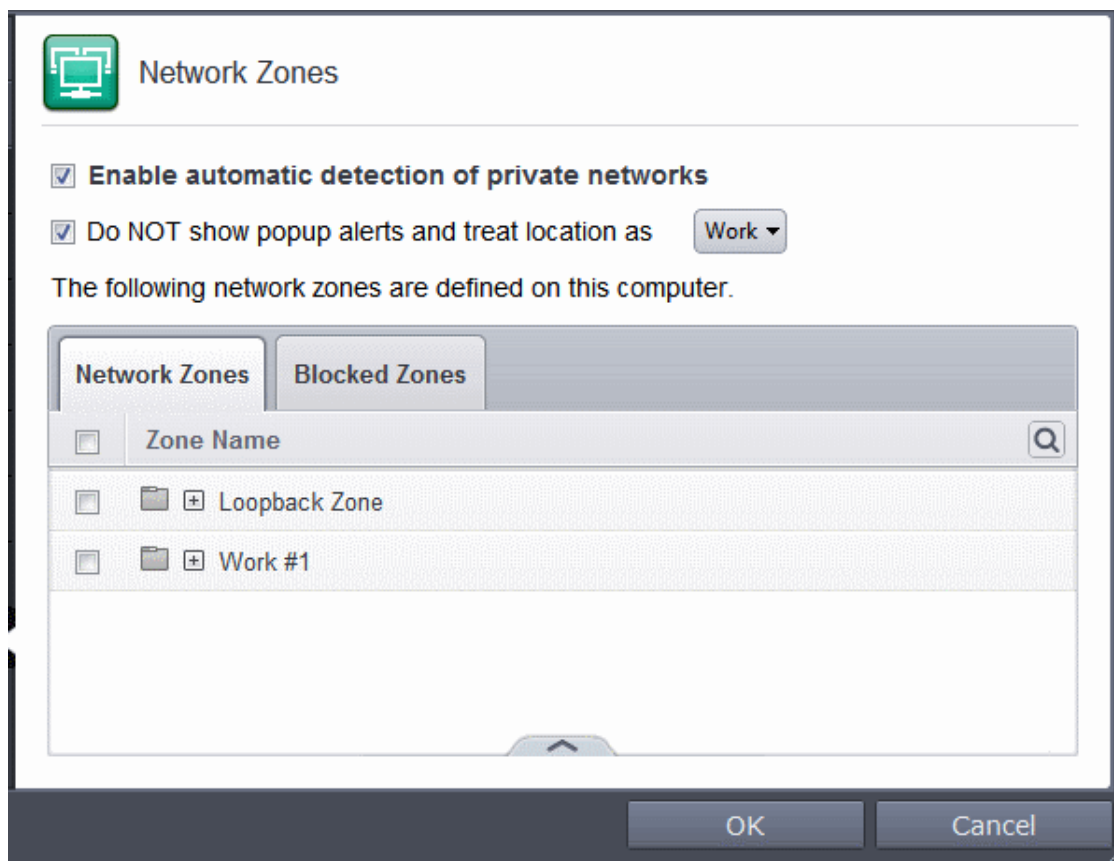 Network Zones
Enable automatic detection of private networks
Do NOT show popup alerts and treat location as Work
The following network zones are defined on this computer.
Network Zones Blocked Zones
Zone Name
Loopback Zone
Work #1
OK Cancel